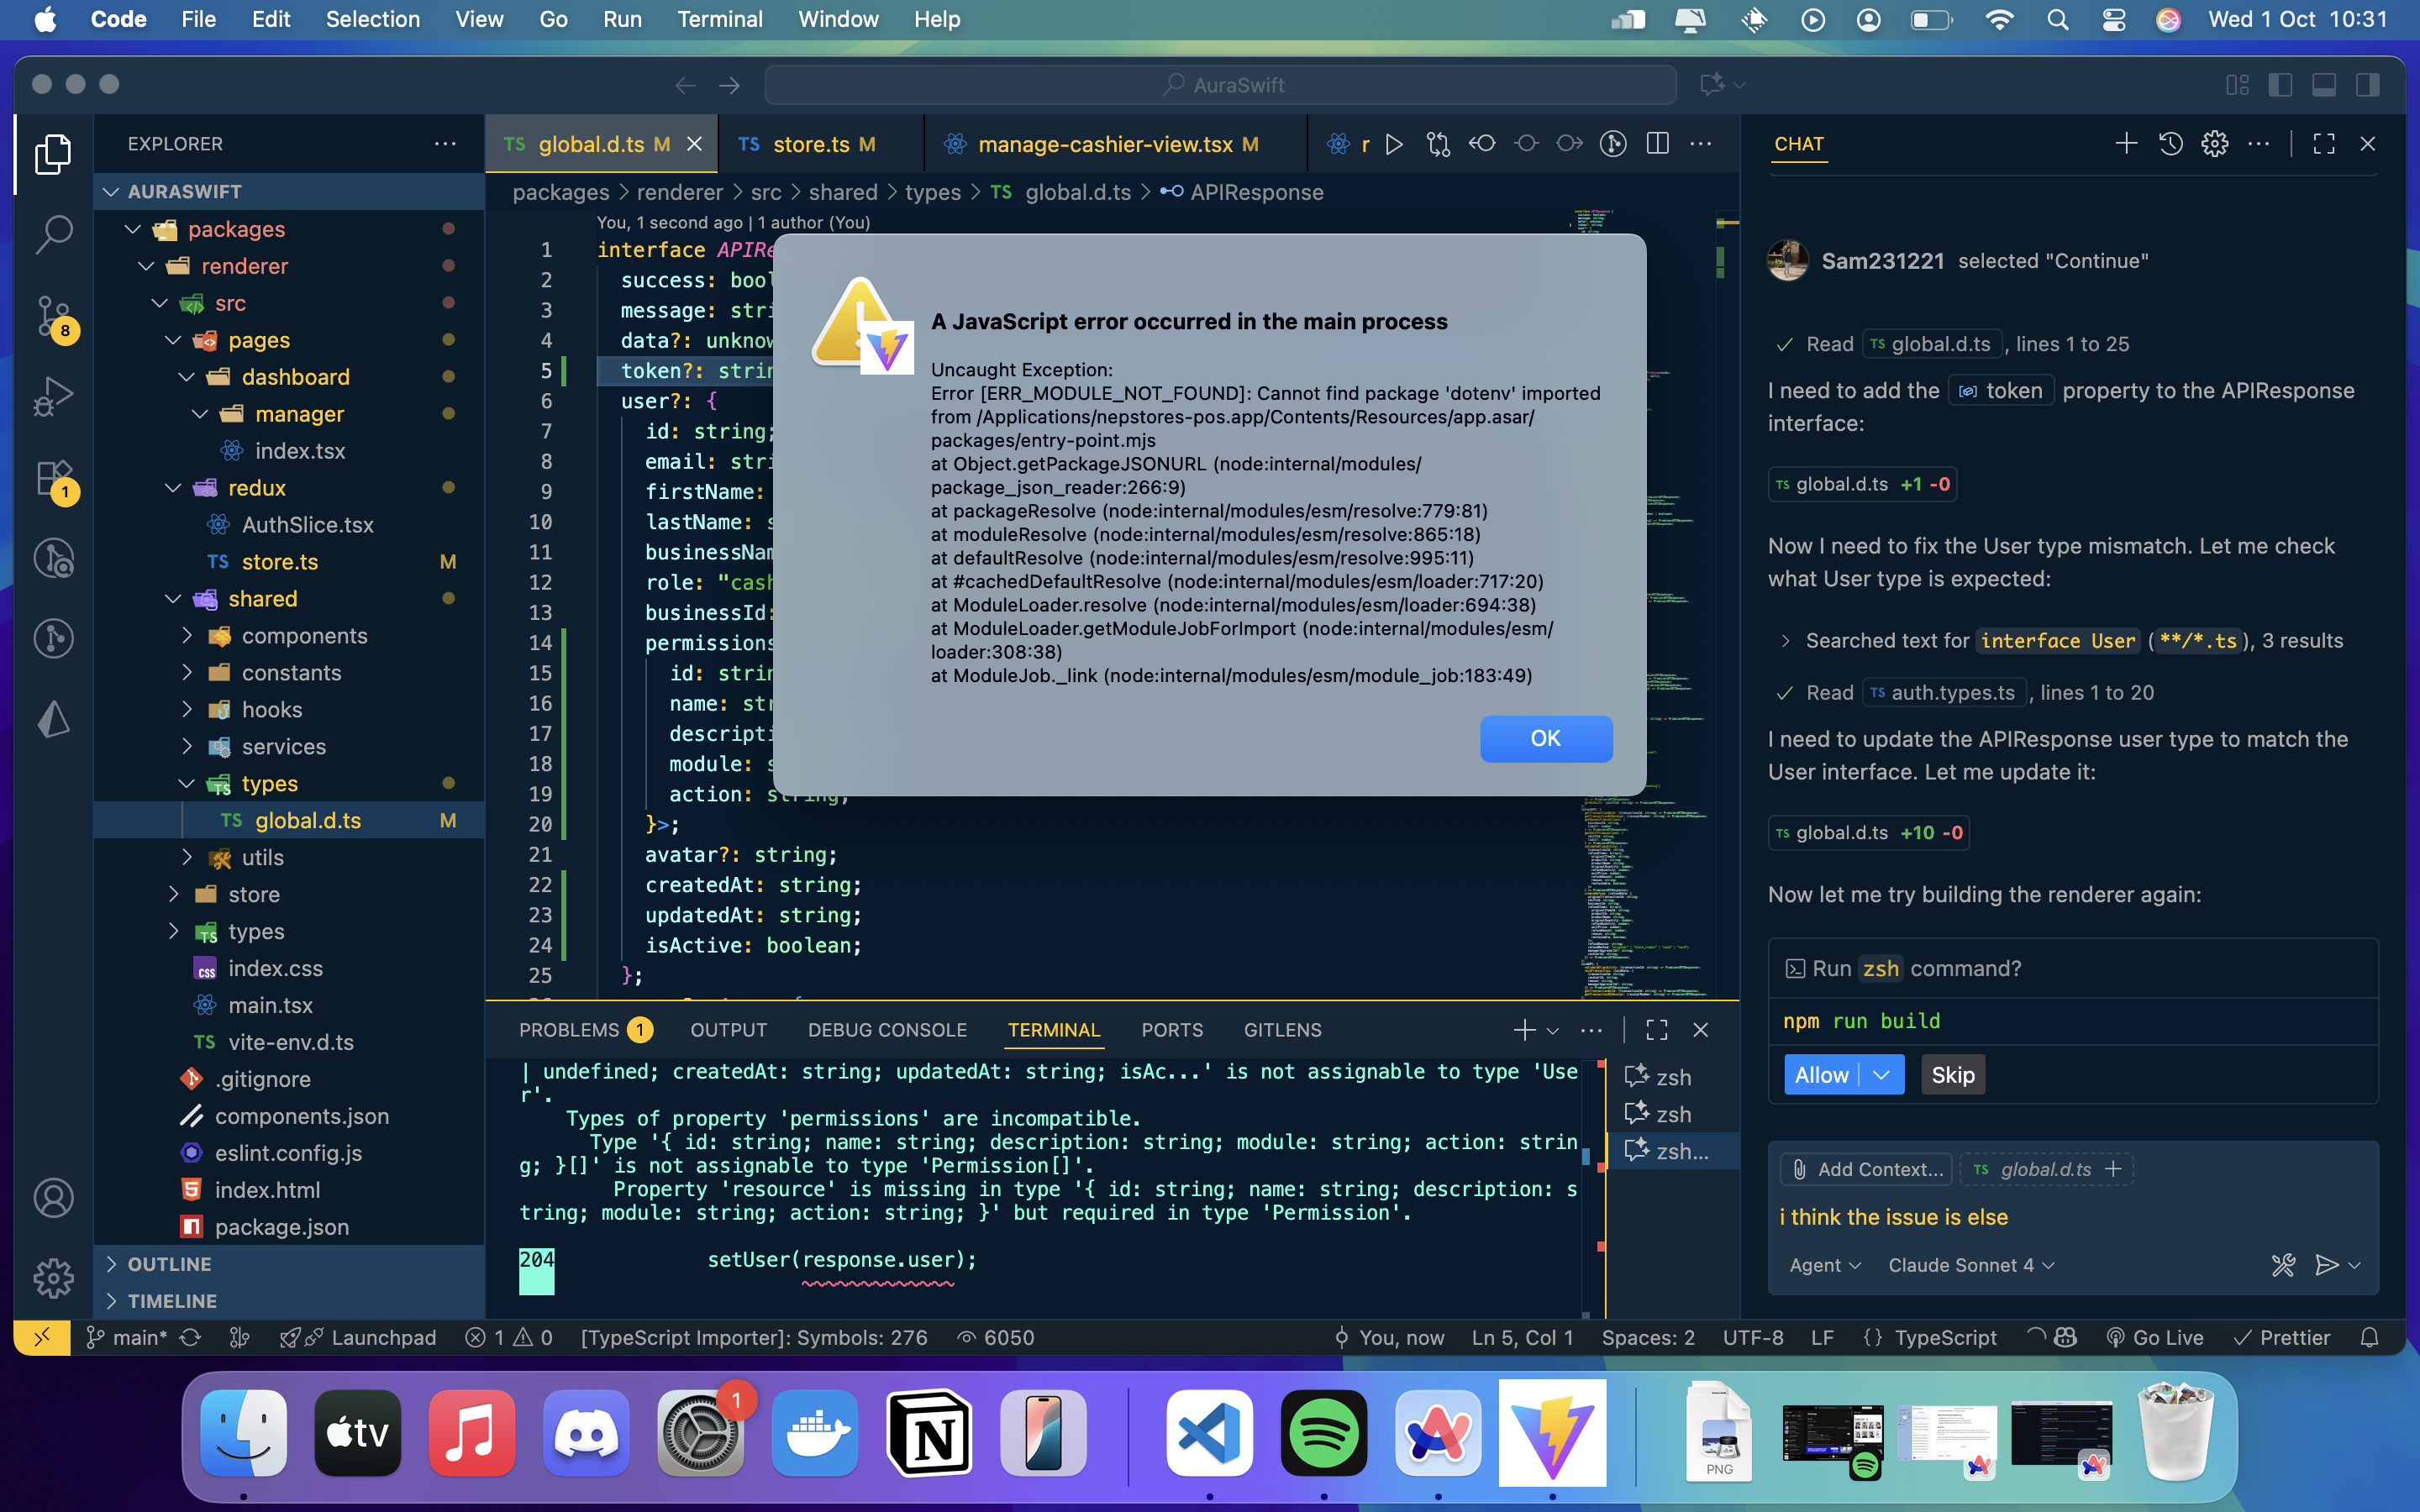 Code File Edit Selection View Go Run Terminal Window Help Wed 1 Oct 10:31
AuraSwift
EXPLORER
AURASWIFT
packages
renderer
src
pages
dashboard
manager
index.tsx
redux
AuthSlice.tsx
store.ts M
shared
components
constants
hooks
services
types
global.d.ts M
utils
store
types
index.css
main.tsx
vite-env.d.ts
.gitignore
components.json
eslint.config.js
index.html
package.json
OUTLINE
TIMELINE
8
1
TS global.d.ts M
TS store.ts M
manage-cashier-view.tsx M
r
packages > renderer > src > shared > types > TS global.d.ts > APIResponse
You, 1 second ago | 1 author (You)
1 interface APIRe
2 success: bool
3 message: stri
4 data?: unknow
5 token?: strin
6 user?: {
7 id: string;
8 email: stri
9 firstName:
10 lastName: s
11 businessNam
12 role: "cash
13 businessId:
14 permissions
15 id: strin
16 name: str
17 descripti
18 module: s
19 action: string;
20 }>;
21 avatar?: string;
22 createdAt: string;
23 updatedAt: string;
24 isActive: boolean;
25 };
A JavaScript error occurred in the main process
Uncaught Exception:
Error [ERR_MODULE_NOT_FOUND]: Cannot find package 'dotenv' imported
from /Applications/nepstores-pos.app/Contents/Resources/app.asar/
packages/entry-point.mjs
at Object.getPackageJSONURL (node:internal/modules/
package_json_reader:266:9)
at packageResolve (node:internal/modules/esm/resolve:779:81)
at moduleResolve (node:internal/modules/esm/resolve:865:18)
at defaultResolve (node:internal/modules/esm/resolve:995:11)
at #cachedDefaultResolve (node:internal/modules/esm/loader:717:20)
at ModuleLoader.resolve (node:internal/modules/esm/loader:694:38)
at ModuleLoader.getModuleJobForImport (node:internal/modules/esm/
loader:308:38)
at ModuleJob._link (node:internal/modules/esm/module_job:183:49)
OK
PROBLEMS 1 OUTPUT DEBUG CONSOLE TERMINAL PORTS GITLENS
| undefined; createdAt: string; updatedAt: string; isAc...' is not assignable to type 'Use
r'.
Types of property 'permissions' are incompatible.
Type '{ id: string; name: string; description: string; module: string; action: strin
g; }[]' is not assignable to type 'Permission[]'.
Property 'resource' is missing in type '{ id: string; name: string; description: s
tring; module: string; action: string; }' but required in type 'Permission'.
204 setUser(response.user);
zsh
zsh
zsh...
CHAT
Sam231221 selected "Continue"
Read TS global.d.ts , lines 1 to 25
I need to add the token property to the APIResponse
interface:
TS global.d.ts +1 -0
Now I need to fix the User type mismatch. Let me check
what User type is expected:
Searched text for interface User (**/*.ts), 3 results
Read TS auth.types.ts , lines 1 to 20
I need to update the APIResponse user type to match the
User interface. Let me update it:
TS global.d.ts +10 -0
Now let me try building the renderer again:
Run zsh command?
npm run build
Allow Skip
Add Context... TS global.d.ts +
i think the issue is else
Agent Claude Sonnet 4
main* Launchpad 1 0 [TypeScript Importer]: Symbols: 276 6050 You, now Ln 5, Col 1 Spaces: 2 UTF-8 LF {} TypeScript Go Live Prettier
tv
1
N
PNG